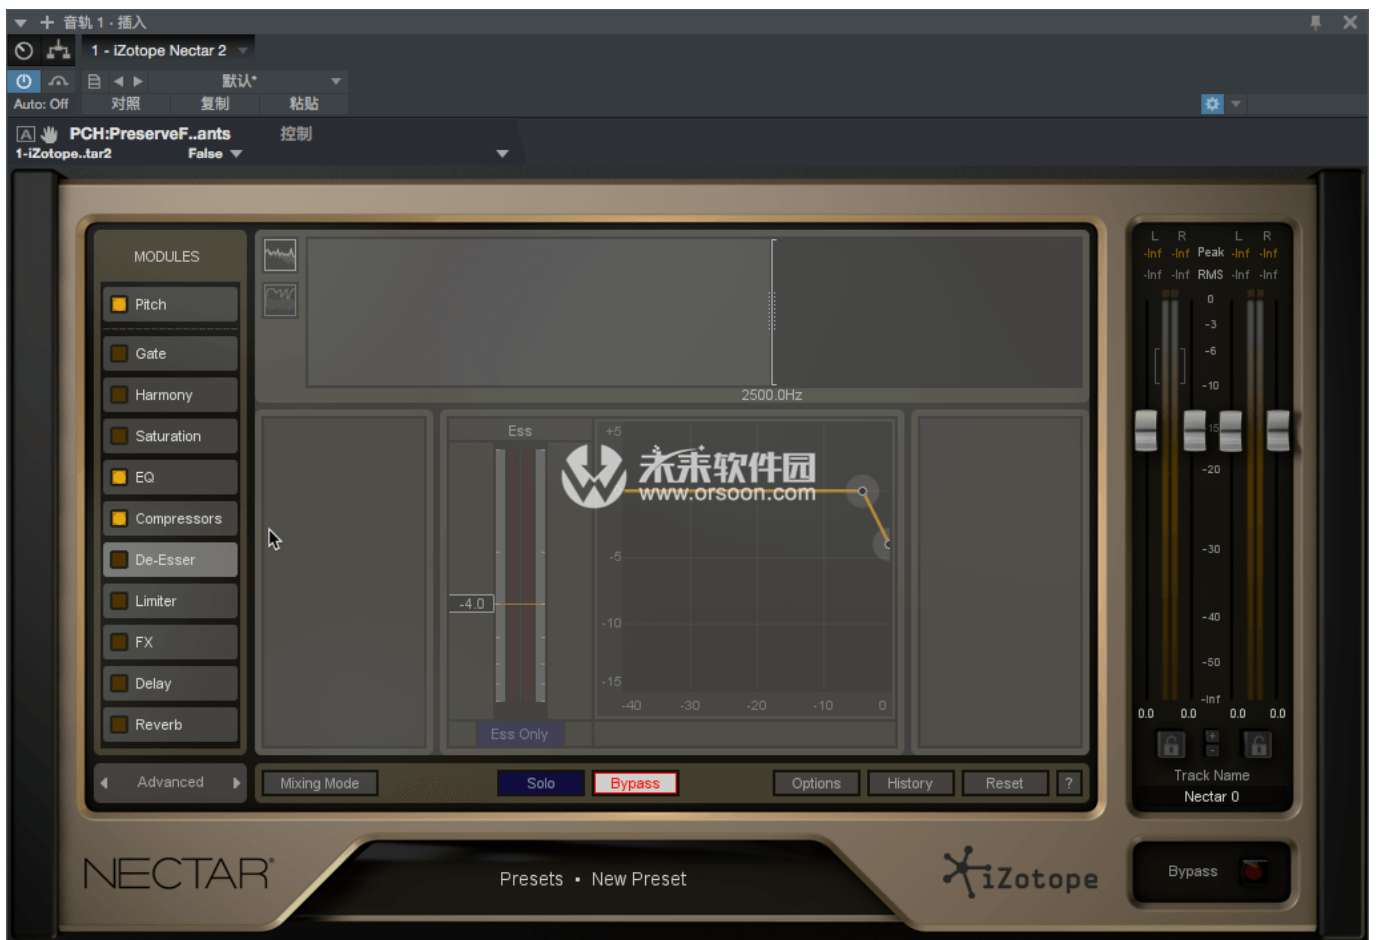 音轨 1 - 插入
1 - iZotope Nectar 2
默认*
Auto: Off 对照 复制 粘贴
A PCH:PreserveF..ants 控制
1-iZotope..tar2 False
MODULES
Pitch
Gate
Harmony
Saturation
EQ
Compressors
De-Esser
Limiter
FX
Delay
Reverb
Advanced
2500.0Hz
Ess
-4.0
Ess Only
+5
-5
-10
-15
-40 -30 -20 -10 0
未来软件园
www.orsoon.com
Mixing Mode Solo Bypass Options History Reset ?
L R L R
-Inf -Inf Peak -Inf -Inf
-Inf -Inf RMS -Inf -Inf
0
-3
-6
-10
-15
-20
-30
-40
-50
-Inf
0.0 0.0 0.0 0.0
+
-
Track Name
Nectar 0
NECTAR®
Presets • New Preset
iZotope
Bypass